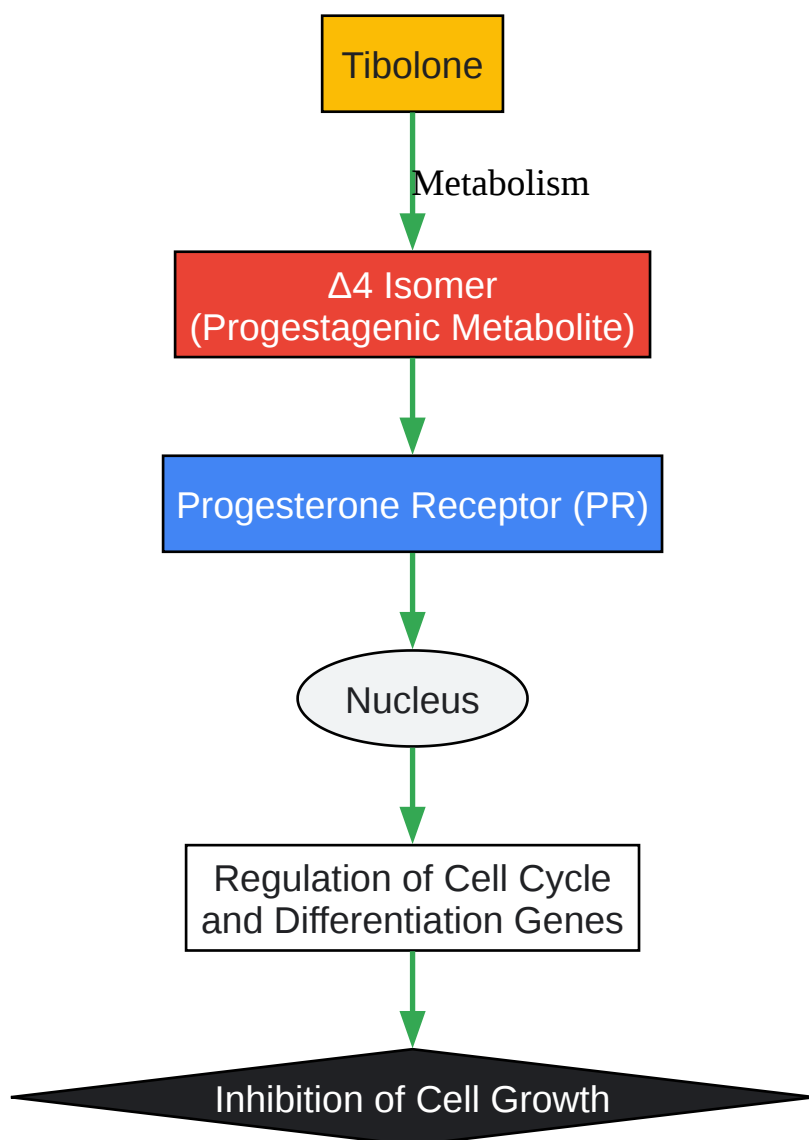 Tibolone
Metabolism
Δ4 Isomer
(Progestagenic Metabolite)
Progesterone Receptor (PR)
Nucleus
Regulation of Cell Cycle
and Differentiation Genes
Inhibition of Cell Growth